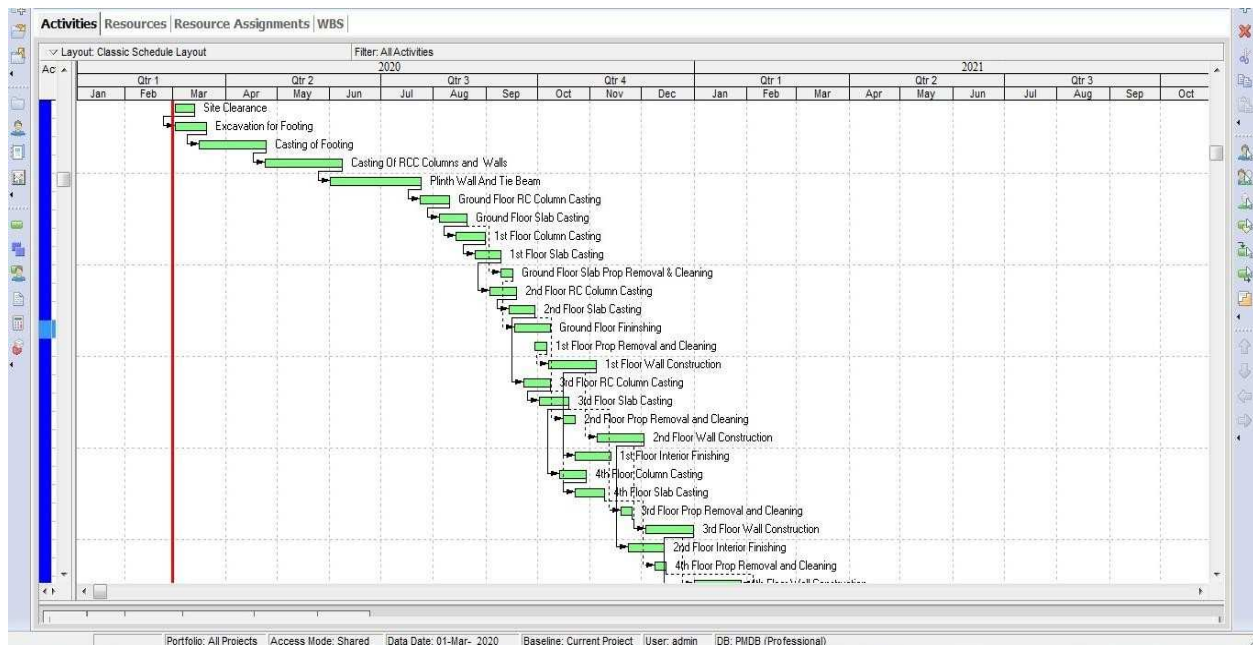 Activities Resources Resource Assignments WBS
Layout: Classic Schedule Layout Filter: All Activities
Ac 2020 2021
Qtr 1 Qtr 2 Qtr 3 Qtr 4 Qtr 1 Qtr 2 Qtr 3
Jan Feb Mar Apr May Jun Jul Aug Sep Oct Nov Dec Jan Feb Mar Apr May Jun Jul Aug Sep Oct
Site Clearance
Excavation for Footing
Casting of Footing
Casting Of RCC Columns and Walls
Plinth Wall And Tie Beam
Ground Floor RC Column Casting
Ground Floor Slab Casting
1st Floor Column Casting
1st Floor Slab Casting
Ground Floor Slab Prop Removal & Cleaning
2nd Floor RC Column Casting
2nd Floor Slab Casting
Ground Floor Fininshing
1st Floor Prop Removal and Cleaning
1st Floor Wall Construction
3rd Floor RC Column Casting
3rd Floor Slab Casting
2nd Floor Prop Removal and Cleaning
2nd Floor Wall Construction
1st Floor Interior Finishing
4th Floor Column Casting
4th Floor Slab Casting
3rd Floor Prop Removal and Cleaning
3rd Floor Wall Construction
2nd Floor Interior Finishing
4th Floor Prop Removal and Cleaning
4th Floor Wall Construction
Portfolio: All Projects Access Mode: Shared Data Date: 01-Mar- 2020 Baseline: Current Project User: admin DB: PMDB (Professional)